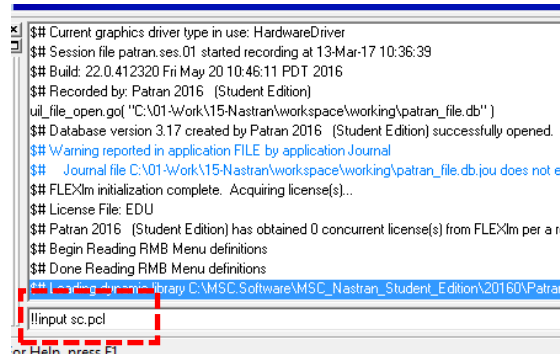 $# Current graphics driver type in use: HardwareDriver
$# Session file patran.ses.01 started recording at 13-Mar-17 10:36:39
$# Build: 22.0.412320 Fri May 20 10:46:11 PDT 2016
$# Recorded by: Patran 2016 (Student Edition)
uil_file_open.go( "C:\01-Work\15-Nastran\workspace\working\patran_file.db" )
$# Database version 3.17 created by Patran 2016 (Student Edition) successfully opened.
$# Warning reported in application FILE by application Journal
$# Journal file C:\01-Work\15-Nastran\workspace\working\patran_file.db.jou does not e
$# FLEXlm initialization complete. Acquiring license(s)...
$# License File: EDU
$# Patran 2016 (Student Edition) has obtained 0 concurrent license(s) from FLEXlm per a r
$# Begin Reading RMB Menu definitions
$# Done Reading RMB Menu definitions
$# Loading dynamic library C:\MSC.Software\MSC_Nastran_Student_Edition\20160\Patran
!!input sc.pcl
or Help, press F1